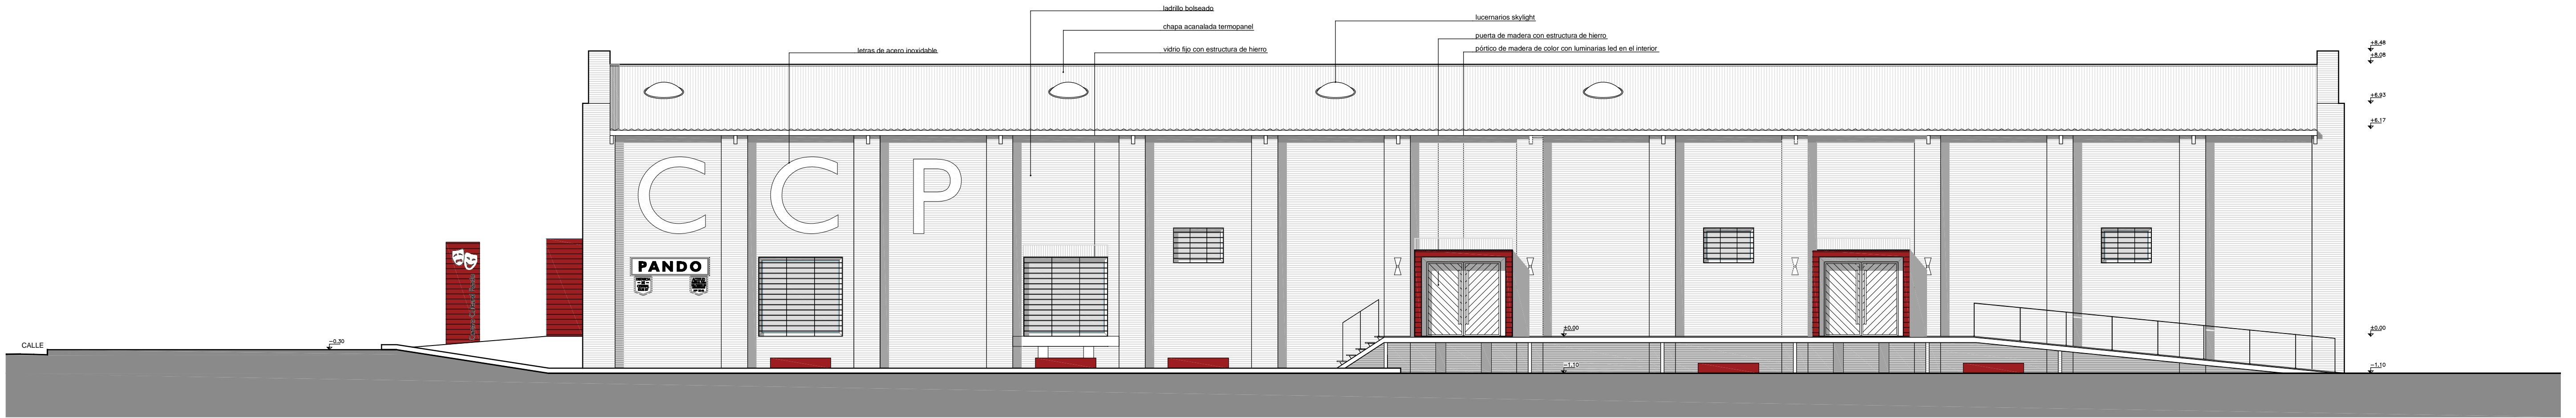 ladrillo bolseado
chapa acanalada termopanel
letras de acero inoxidable
vidrio fijo con estructura de hierro
lucernarios skylight
puerta de madera con estructura de hierro
pórtico de madera de color con luminarias led en el interior
+8,48
+8,08
+6,93
+6,17
C C P
PANDO
CALLE
-0,30
±0,00
±0,00
-1,10
-1,10